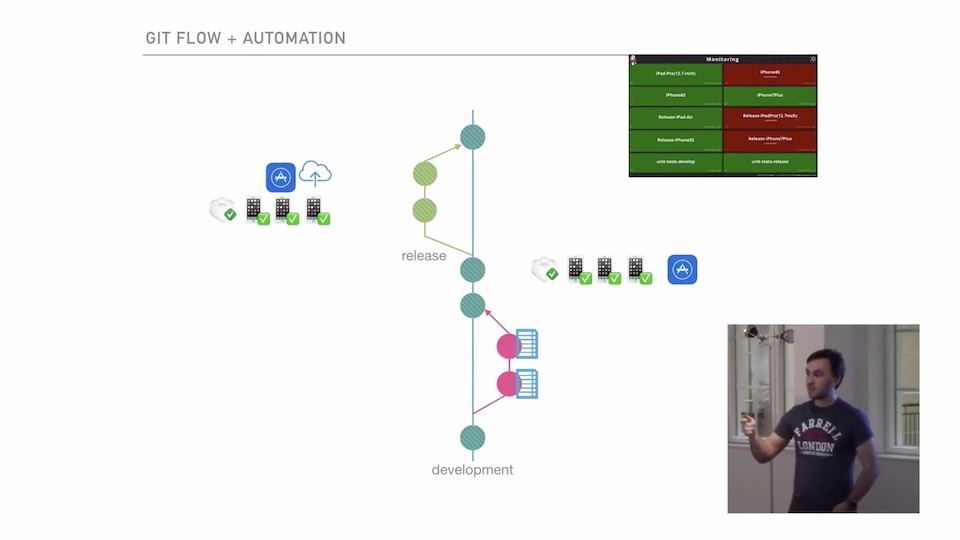 GIT FLOW + AUTOMATION
Monitoring
iPad-Pro(12.7-inch)
iPhone4S
iPhone6S
iPhone7Plus
Release-iPad-Air
Release-iPadPro(12.7inch)
Release-iPhone5S
Release-iPhone7Plus
unit-tests-develop
unit-tests-release
release
development
FARRELL
LONDON